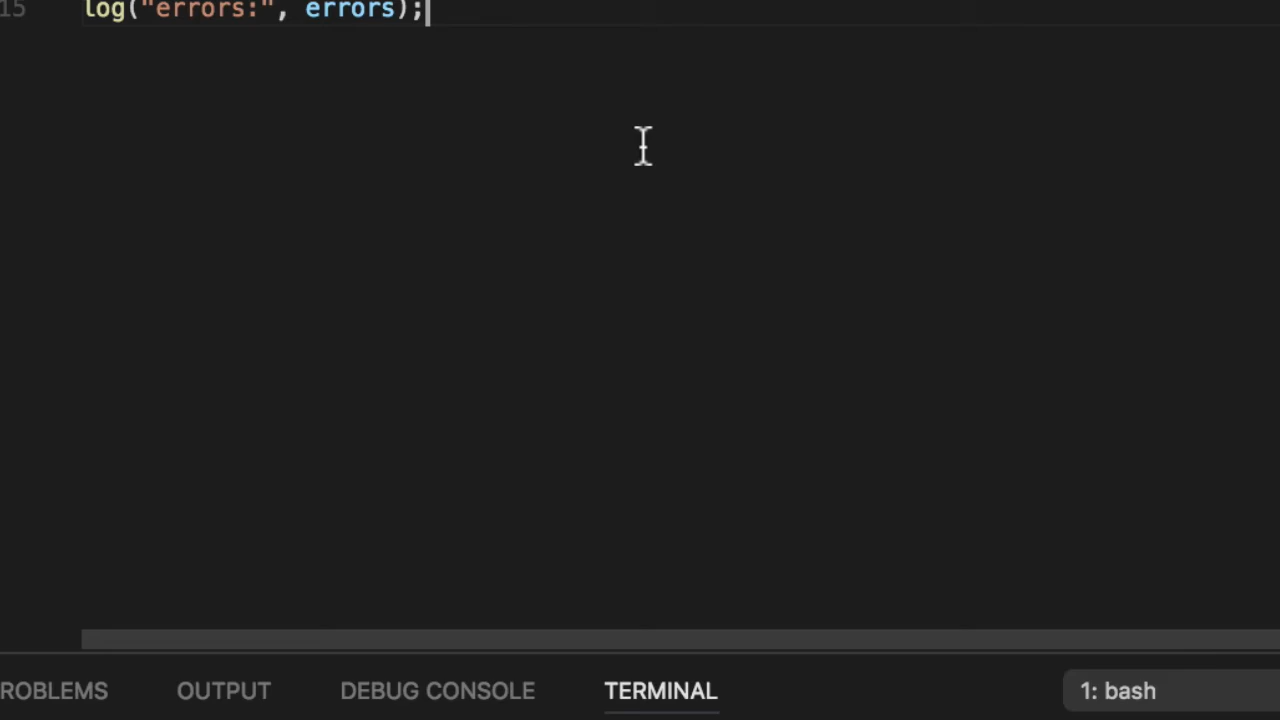 15 log("errors:", errors);
ROBLEMS OUTPUT DEBUG CONSOLE TERMINAL 1: bash